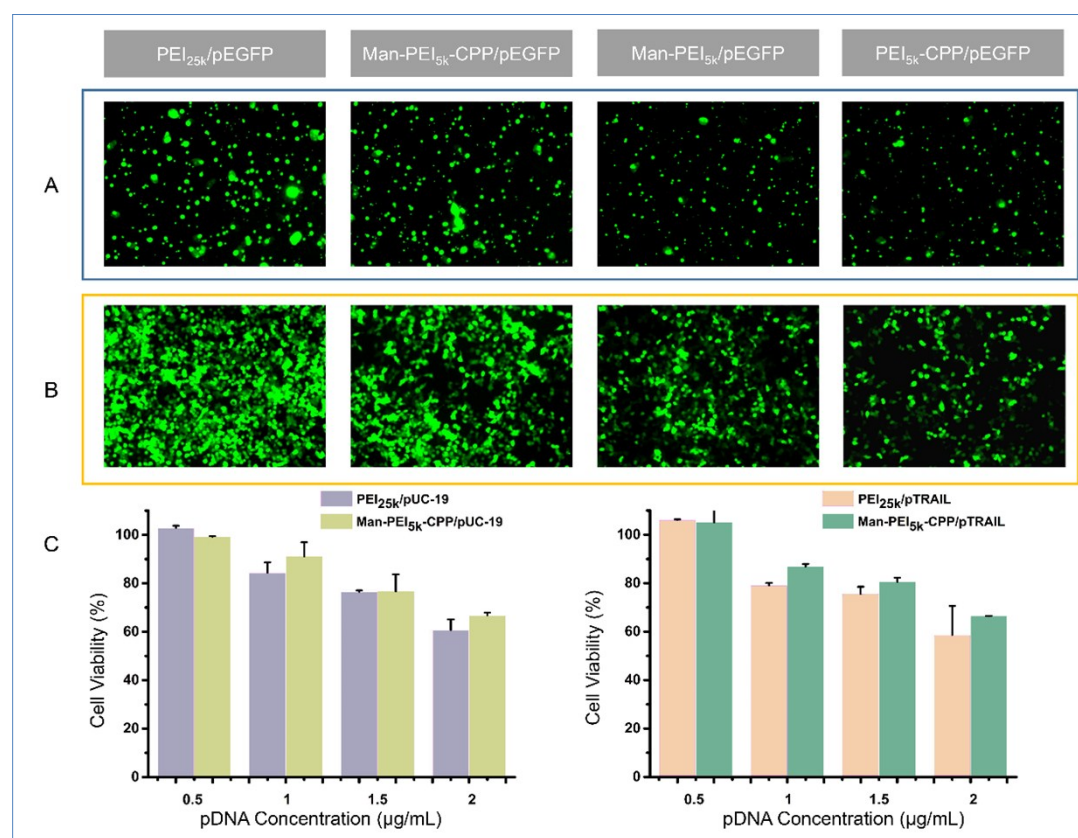 PEI25k/pEGFP
Man-PEI5k-CPP/pEGFP
Man-PEI5k/pEGFP
PEI5k-CPP/pEGFP
A
B
C
PEI25k/pUC-19
Man-PEI5k-CPP/pUC-19
Cell Viability (%)
100
80
60
40
20
0
0.5
1
1.5
2
pDNA Concentration (µg/mL)
PEI25k/pTRAIL
Man-PEI5k-CPP/pTRAIL
Cell Viability (%)
100
80
60
40
20
0
0.5
1
1.5
2
pDNA Concentration (µg/mL)